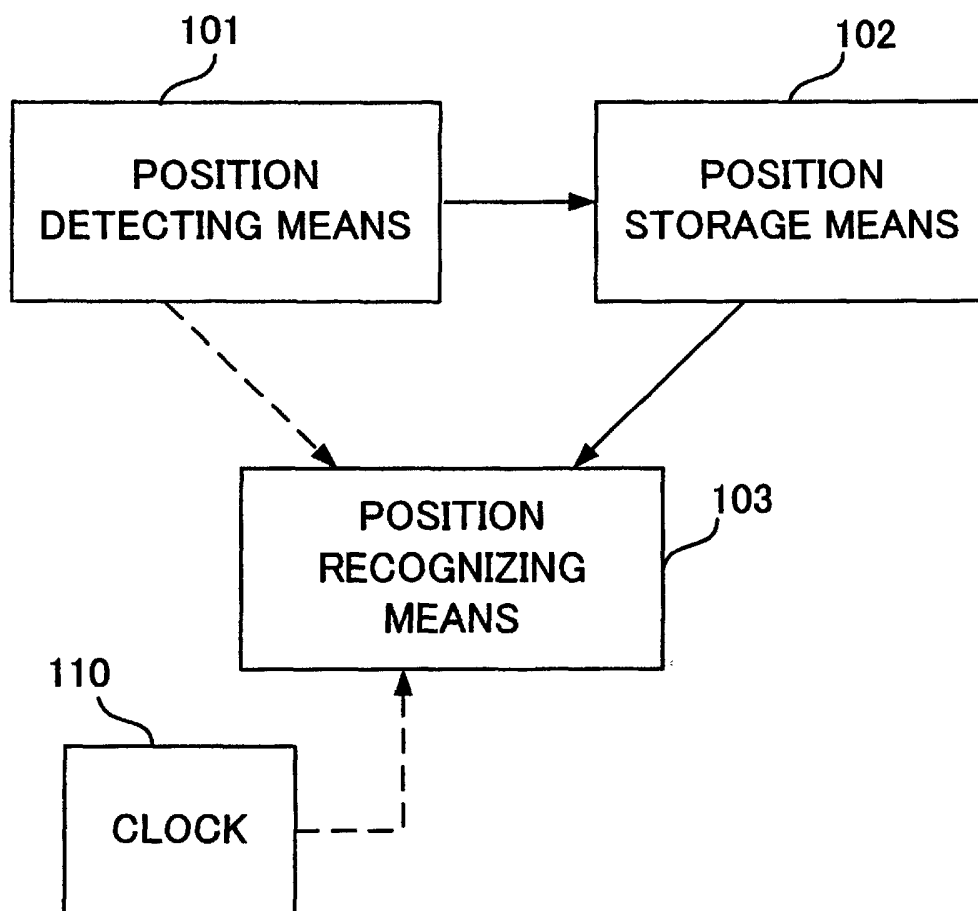 101
102
POSITION
DETECTING MEANS
POSITION
STORAGE MEANS
103
POSITION
RECOGNIZING
MEANS
110
CLOCK